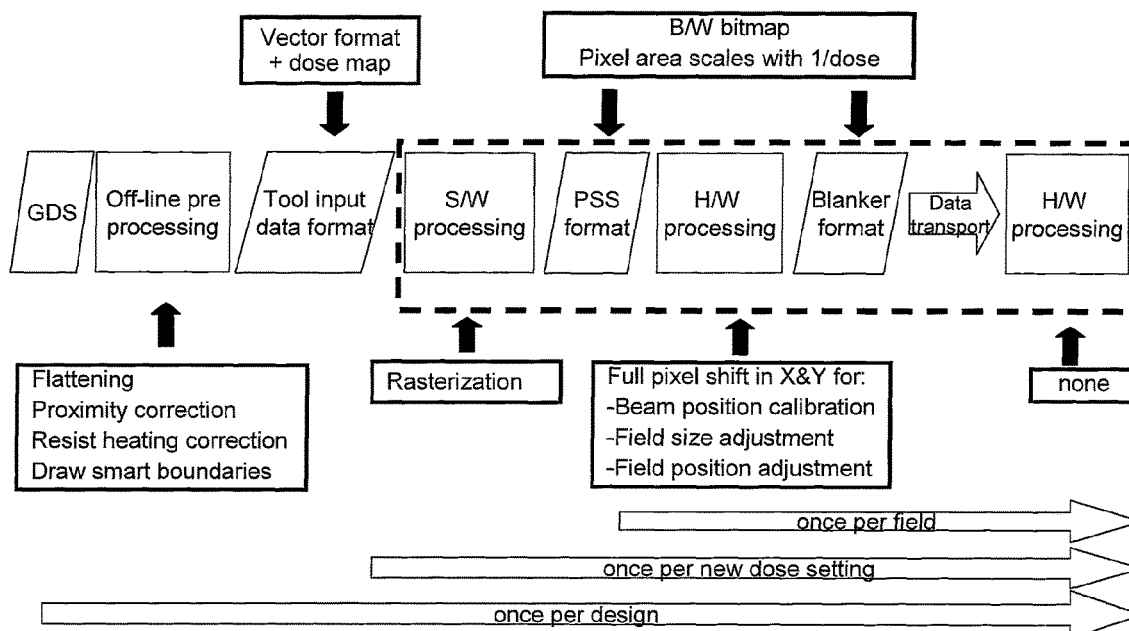 Vector format
+ dose map
B/W bitmap
Pixel area scales with 1/dose
GDS
Off-line pre
processing
Tool input
data format
S/W
processing
PSS
format
H/W
processing
Blanker
format
Data
transport
H/W
processing
Flattening
Proximity correction
Resist heating correction
Draw smart boundaries
Rasterization
Full pixel shift in X&Y for:
-Beam position calibration
-Field size adjustment
-Field position adjustment
none
once per field
once per new dose setting
once per design